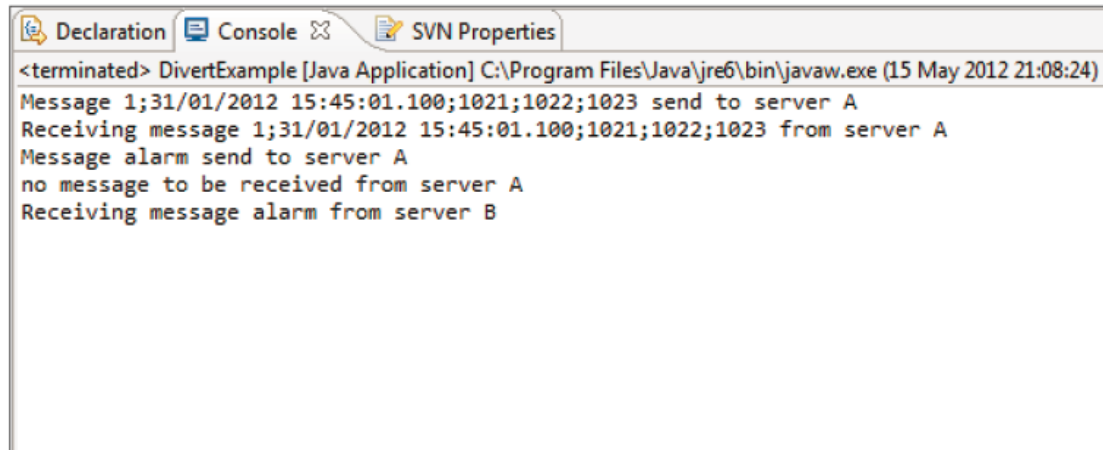 Declaration Console SVN Properties
<terminated> DivertExample [Java Application] C:\Program Files\Java\jre6\bin\javaw.exe (15 May 2012 21:08:24)
Message 1;31/01/2012 15:45:01.100;1021;1022;1023 send to server A
Receiving message 1;31/01/2012 15:45:01.100;1021;1022;1023 from server A
Message alarm send to server A
no message to be received from server A
Receiving message alarm from server B